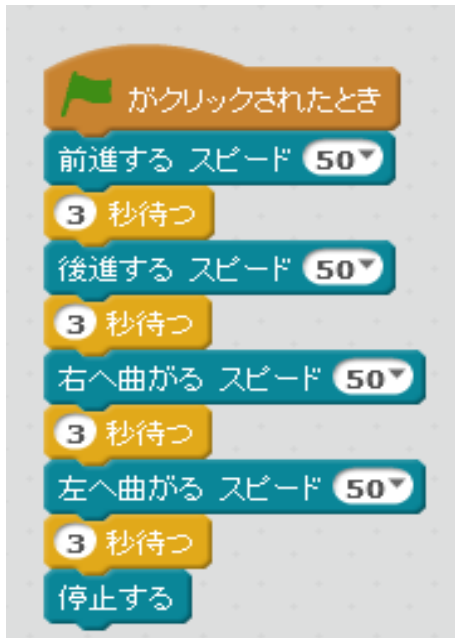 がクリックされたとき
前進する スピード 50
3 秒待つ
後進する スピード 50
3 秒待つ
右へ曲がる スピード 50
3 秒待つ
左へ曲がる スピード 50
3 秒待つ
停止する